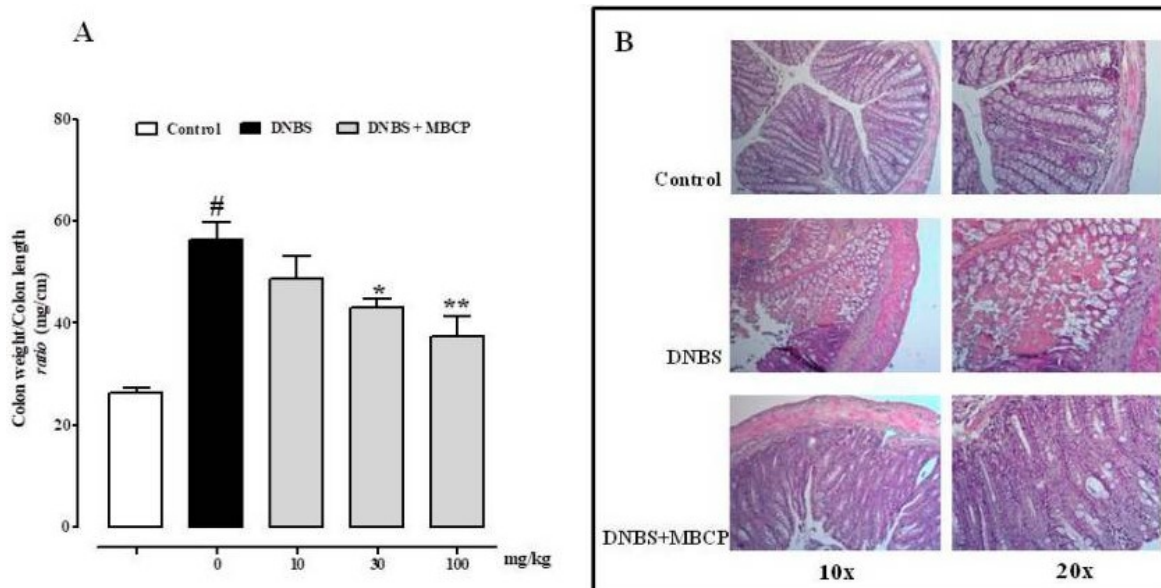 A
80
Control DNBS DNBS + MBCP
#
60
*
**
40
20
0
Colon weight/Colon length
ratio (mg/cm)
0 10 30 100 mg/kg
B
Control
DNBS
DNBS+MBCP
10x 20x